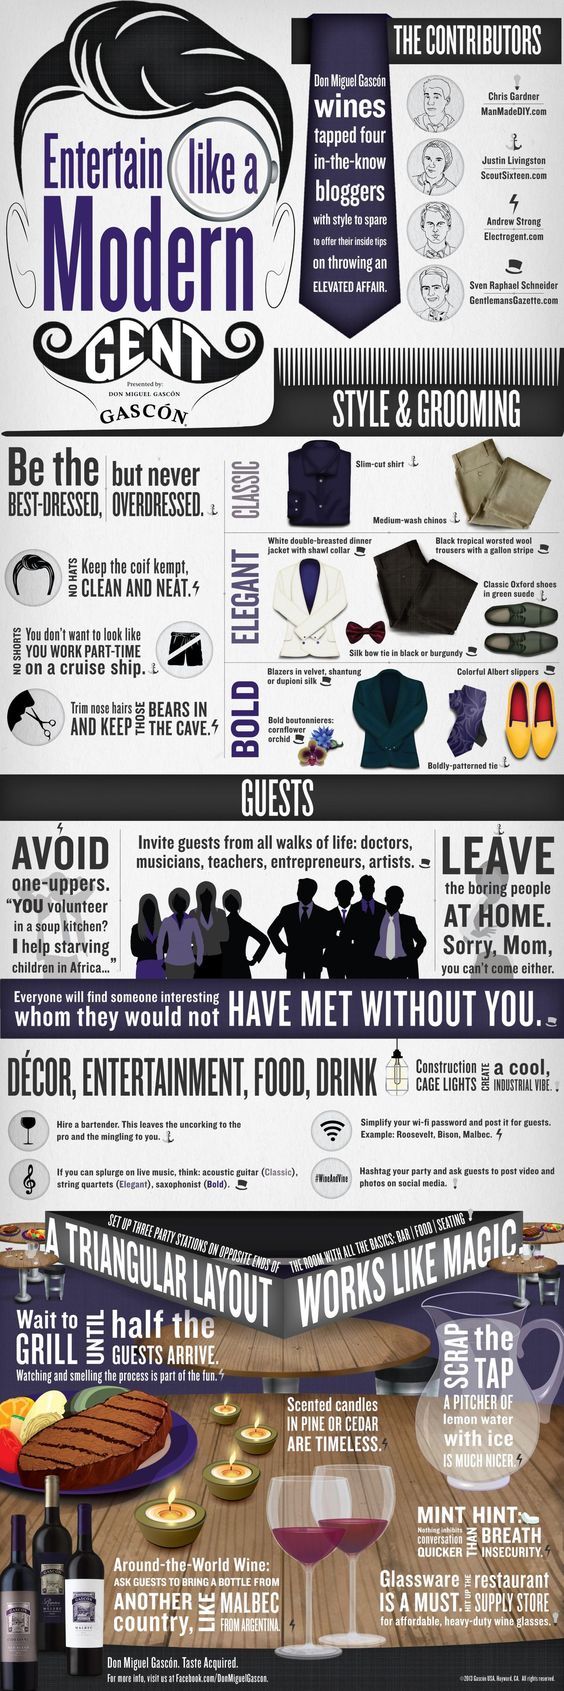 Entertain like a
Modern
GENT
Presented by:
DON MIGUEL GASCÓN
GASCÓN
Don Miguel Gascón
wines
tapped four
in-the-know
bloggers
with style to spare
to offer their inside tips
on throwing an
ELEVATED AFFAIR.
THE CONTRIBUTORS
Chris Gardner
ManMadeDIY.com
Justin Livingston
ScoutSixteen.com
Andrew Strong
Electrogent.com
Sven Raphael Schneider
GentlemansGazette.com
STYLE & GROOMING
Be the
BEST-DRESSED,
but never
OVERDRESSED.
NO HATS
Keep the coif kempt,
CLEAN AND NEAT.
NO SHORTS
You don't want to look like
YOU WORK PART-TIME
on a cruise ship.
Trim nose hairs
AND KEEP THOSE BEARS IN
THE CAVE.
CLASSIC
Slim-cut shirt
Medium-wash chinos
ELEGANT
White double-breasted dinner
jacket with shawl collar
Black tropical worsted wool
trousers with a gallon stripe
Classic Oxford shoes
in green suede
Silk bow tie in black or burgundy
BOLD
Blazers in velvet, shantung
or dupioni silk
Colorful Albert slippers
Bold boutonnieres:
cornflower
orchid
Boldly-patterned tie
GUESTS
AVOID
one-uppers.
“YOU volunteer
in a soup kitchen?
I help starving
children in Africa...”
Invite guests from all walks of life: doctors,
musicians, teachers, entrepreneurs, artists.
LEAVE
the boring people
AT HOME.
Sorry, Mom,
you can't come either.
Everyone will find someone interesting
whom they would not HAVE MET WITHOUT YOU.
DÉCOR, ENTERTAINMENT, FOOD, DRINK
Construction
CAGE LIGHTS
CREATE
a cool,
INDUSTRIAL VIBE.
Hire a bartender. This leaves the uncorking to the
pro and the mingling to you.
Simplify your wi-fi password and post it for guests.
Example: Roosevelt, Bison, Malbec.
If you can splurge on live music, think: acoustic guitar (Classic),
string quartets (Elegant), saxophonist (Bold).
#WineAndVine
Hashtag your party and ask guests to post video and
photos on social media.
SET UP THREE PARTY STATIONS ON OPPOSITE ENDS OF
THE ROOM WITH ALL THE BASICS: BAR | FOOD | SEATING
A TRIANGULAR LAYOUT
WORKS LIKE MAGIC.
Wait to
GRILL
UNTIL
half the
GUESTS ARRIVE.
Watching and smelling the process is part of the fun.
SCRAP
the
TAP
A PITCHER OF
lemon water
with ice
IS MUCH NICER.
Scented candles
IN PINE OR CEDAR
ARE TIMELESS.
MINT HINT:
Nothing inhibits
conversation
QUICKER
THAN
BREATH
INSECURITY.
Around-the-World Wine:
ASK GUESTS TO BRING A BOTTLE FROM
ANOTHER
country,
LIKE
MALBEC
FROM ARGENTINA.
Glassware
IS A MUST.
HIT UP THE
restaurant
SUPPLY STORE
for affordable, heavy-duty wine glasses.
GASCON
GASCON
MALBEC
GASCON
Don Miguel Gascón. Taste Acquired.
For more info, visit us at Facebook.com/DonMiguelGascon.
©2013 Gascón USA, Hayward, CA. All rights reserved.